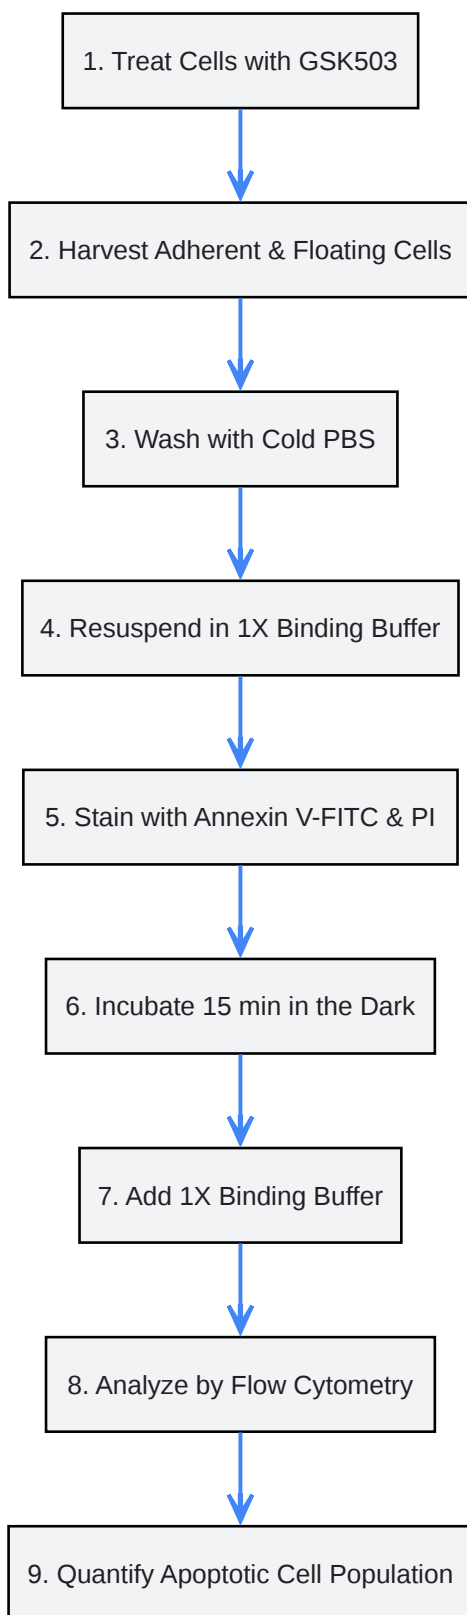 1. Treat Cells with GSK503
2. Harvest Adherent & Floating Cells
3. Wash with Cold PBS
4. Resuspend in 1X Binding Buffer
5. Stain with Annexin V-FITC & PI
6. Incubate 15 min in the Dark
7. Add 1X Binding Buffer
8. Analyze by Flow Cytometry
9. Quantify Apoptotic Cell Population